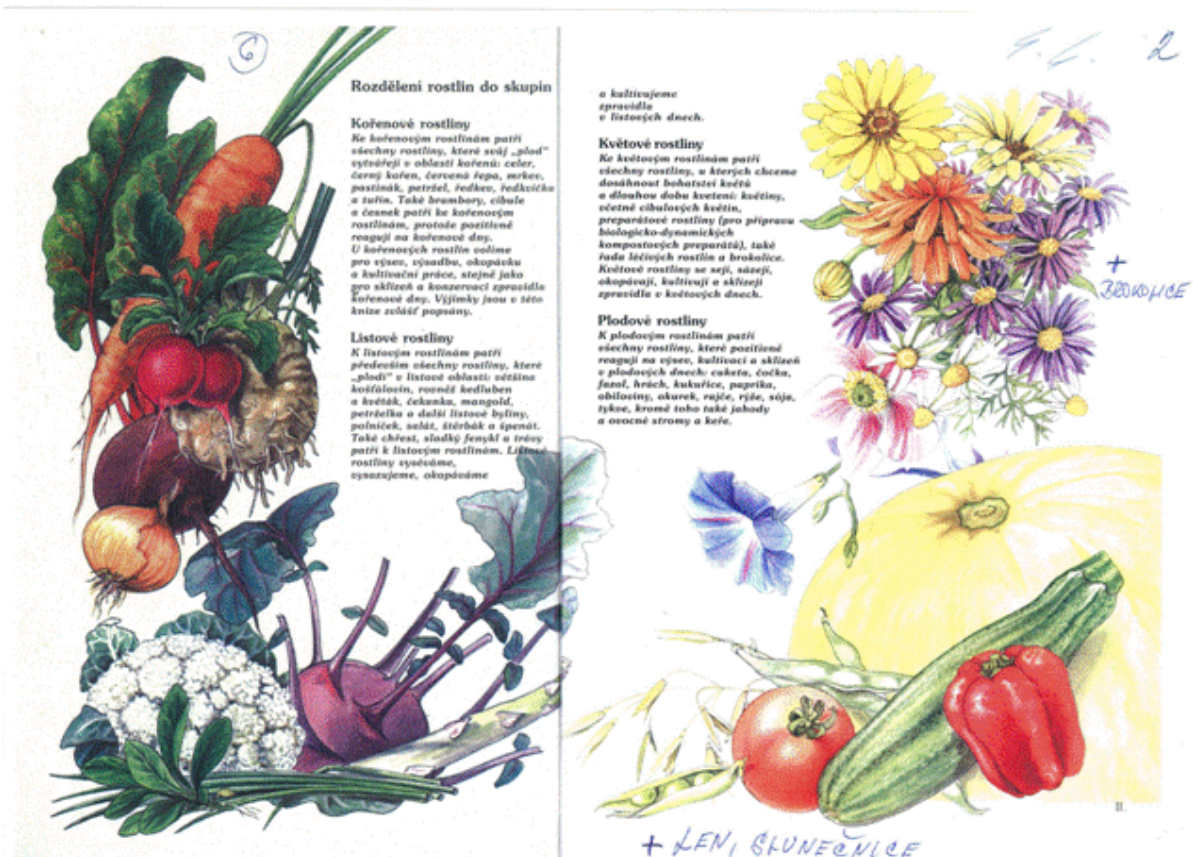 6
2
Rozdělení rostlin do skupin
Kořenové rostliny
Ke kořenovým rostlinám patří
všechny rostliny, které svůj „plod"
vytvářejí v oblasti kořenů: celer,
černý kořen, červená řepa, mrkev,
pastinák, petržel, ředkev, ředkvička
a tuřín. Také brambory, cibule
a česnek patří ke kořenovým
rostlinám, protože pozitivně
reagují na kořenové dny.
U kořenových rostlin volíme
pro výsev, výsadbu, okopávku
a kultivační práce, stejně jako
pro sklizeň a konzervaci zpravidla
kořenové dny. Výjimky jsou v této
knize zvlášť popsány.
Listové rostliny
K listovým rostlinám patří
především všechny rostliny, které
„plodí" v listové oblasti: většina
košťálovin, rovněž kedluben
a květák, čekanka, mangold,
petrželka a další listové byliny,
polníček, salát, štěrbák a špenát.
Také chřest, sladký fenykl a trávy
patří k listovým rostlinám. Listové
rostliny vyséváme,
vysazujeme, okopáváme
a kultivujeme
zpravidla
v listových dnech.
Květové rostliny
Ke květovým rostlinám patří
všechny rostliny, u kterých chceme
dosáhnout bohatství květů
a dlouhou dobu kvetení: květiny,
včetně cibulových květin,
preparátové rostliny (pro přípravu
biologicko-dynamických
kompostových preparátů), také
řada léčivých rostlin a brokolice.
Květové rostliny se sejí, sázejí,
okopávají, kultivují a sklízejí
zpravidla v květových dnech.
+
BROKOLICE
Plodové rostliny
K plodovým rostlinám patří
všechny rostliny, které pozitivně
reagují na výsev, kultivaci a sklizeň
v plodových dnech: cuketa, čočka,
fazol, hrách, kukuřice, paprika,
obiloviny, okurek, rajče, rýže, sója,
tykve, kromě toho také jahody
a ovocné stromy a keře.
II.
+ LEN, SLUNEČNICE